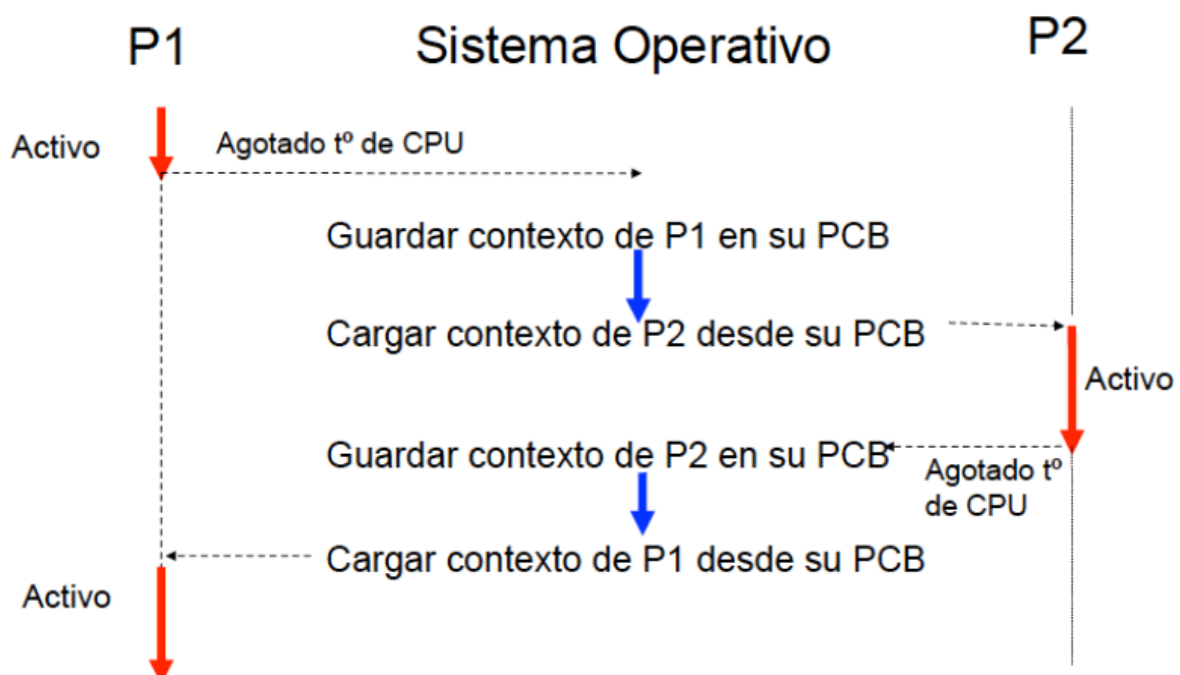 P1 Sistema Operativo P2
Activo
Agotado tº de CPU
Guardar contexto de P1 en su PCB
Cargar contexto de P2 desde su PCB
Activo
Guardar contexto de P2 en su PCB
Agotado tº
de CPU
Cargar contexto de P1 desde su PCB
Activo